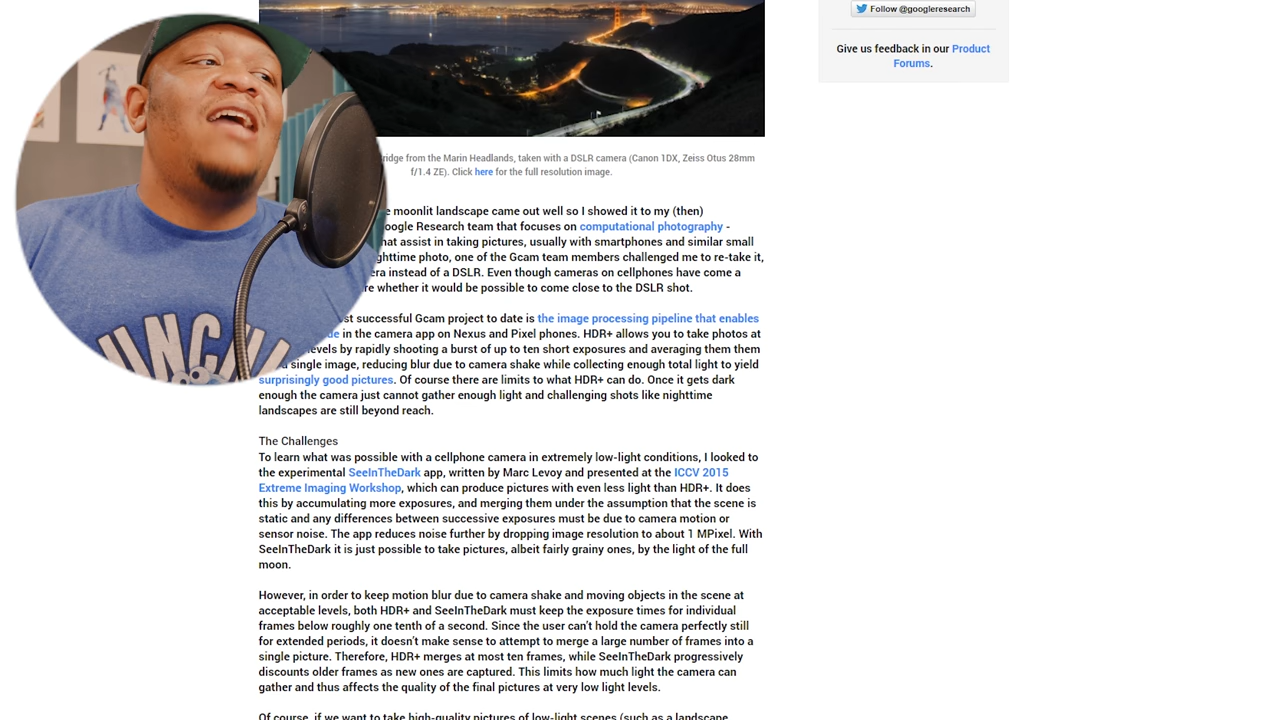 Follow @googleresearch
Give us feedback in our Product
Forums.
ridge from the Marin Headlands, taken with a DSLR camera (Canon 1DX, Zeiss Otus 28mm
f/1.4 ZE). Click here for the full resolution image.
e moonlit landscape came out well so I showed it to my (then)
oogle Research team that focuses on computational photography -
hat assist in taking pictures, usually with smartphones and similar small
ghttime photo, one of the Gcam team members challenged me to re-take it,
era instead of a DSLR. Even though cameras on cellphones have come a
re whether it would be possible to come close to the DSLR shot.
st successful Gcam project to date is the image processing pipeline that enables
de in the camera app on Nexus and Pixel phones. HDR+ allows you to take photos at
levels by rapidly shooting a burst of up to ten short exposures and averaging them them
a single image, reducing blur due to camera shake while collecting enough total light to yield
surprisingly good pictures. Of course there are limits to what HDR+ can do. Once it gets dark
enough the camera just cannot gather enough light and challenging shots like nighttime
landscapes are still beyond reach.
The Challenges
To learn what was possible with a cellphone camera in extremely low-light conditions, I looked to
the experimental SeeInTheDark app, written by Marc Levoy and presented at the ICCV 2015
Extreme Imaging Workshop, which can produce pictures with even less light than HDR+. It does
this by accumulating more exposures, and merging them under the assumption that the scene is
static and any differences between successive exposures must be due to camera motion or
sensor noise. The app reduces noise further by dropping image resolution to about 1 MPixel. With
SeeInTheDark it is just possible to take pictures, albeit fairly grainy ones, by the light of the full
moon.
However, in order to keep motion blur due to camera shake and moving objects in the scene at
acceptable levels, both HDR+ and SeeInTheDark must keep the exposure times for individual
frames below roughly one tenth of a second. Since the user can't hold the camera perfectly still
for extended periods, it doesn't make sense to attempt to merge a large number of frames into a
single picture. Therefore, HDR+ merges at most ten frames, while SeeInTheDark progressively
discounts older frames as new ones are captured. This limits how much light the camera can
gather and thus affects the quality of the final pictures at very low light levels.
Of course, if we want to take high-quality pictures of low-light scenes (such as a landscape